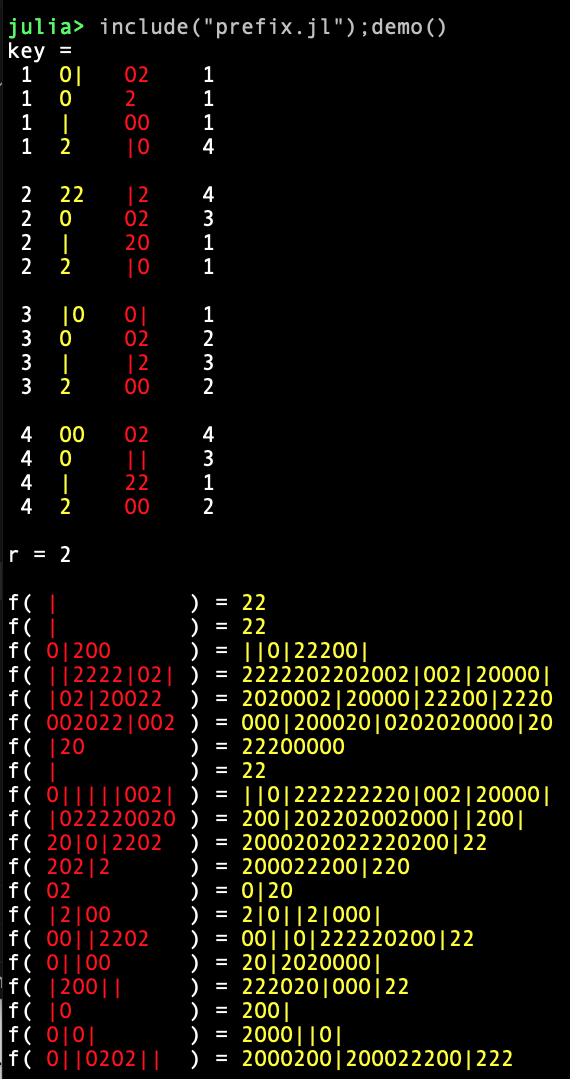 julia> include("prefix.jl");demo()
key =
1 0| 02 1
1 0 2 1
1 | 00 1
1 2 |0 4
2 22 |2 4
2 0 02 3
2 | 20 1
2 2 |0 1
3 |0 0| 1
3 0 02 2
3 | |2 3
3 2 00 2
4 00 02 4
4 0 || 3
4 | 22 1
4 2 00 2
r = 2
f( | ) = 22
f( | ) = 22
f( 0|200 ) = ||0|22200|
f( ||2222|02| ) = 2222202202002|002|20000|
f( |02|20022 ) = 2020002|20000|22200|2220
f( 002022|002 ) = 000|200020|0202020000|20
f( |20 ) = 22200000
f( | ) = 22
f( 0|||||002| ) = ||0|222222220|002|20000|
f( |022220020 ) = 200|202202002000||200|
f( 20|0|2202 ) = 2000202022220200|22
f( 202|2 ) = 200022200|220
f( 02 ) = 0|20
f( |2|00 ) = 2|0||2|000|
f( 00||2202 ) = 00||0|222220200|22
f( 0||00 ) = 20|2020000|
f( |200|| ) = 222020|000|22
f( |0 ) = 200|
f( 0|0| ) = 2000||0|
f( 0||0202|| ) = 2000200|200022200|222